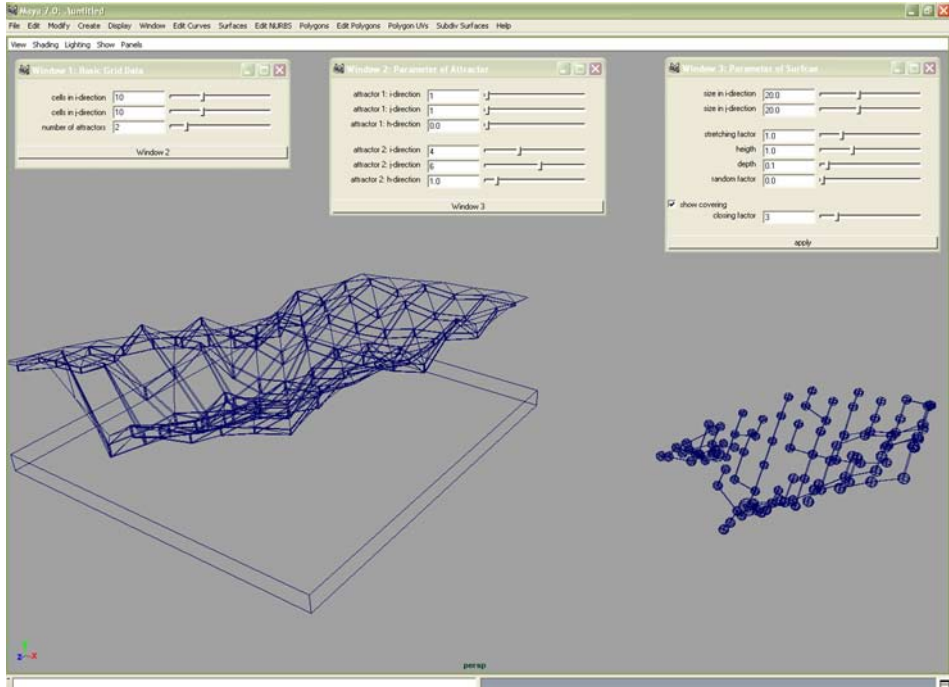 Maya 7.0: .\untitled
File Edit Modify Create Display Window Edit Curves Surfaces Edit NURBS Polygons Edit Polygons Polygon UVs Subdiv Surfaces Help
View Shading Lighting Show Panels
Window 1: Basic Grid Data
cells in i-direction 10
cells in j-direction 10
number of attractors 2
Window 2
Window 2: Parameter of Attractor
attractor 1: i-direction 1
attractor 1: j-direction 1
attractor 1: h-direction 0.0
attractor 2: i-direction 4
attractor 2: j-direction 6
attractor 2: h-direction 1.0
Window 3
Window 3: Parameter of Surfcae
size in i-direction 20.0
size in j-direction 20.0
stretching factor 1.0
heigth 1.0
depth 0.1
random factor 0.0
show covering
closing factor 3
apply
z x
persp